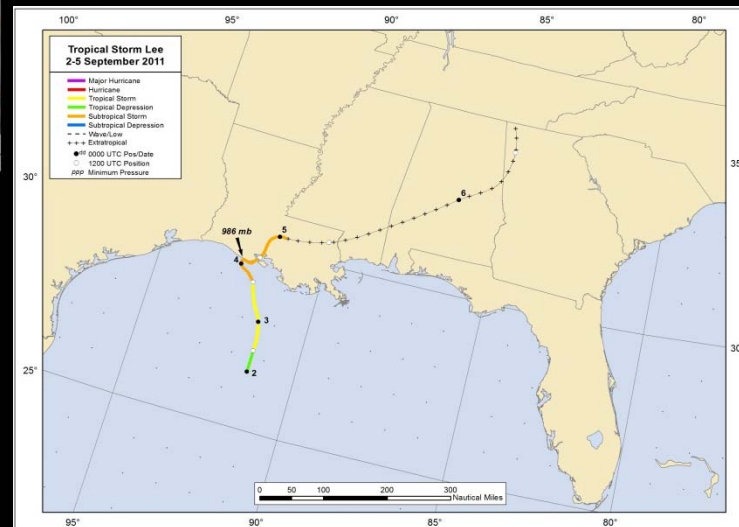 100° 95° 90° 85° 80°
Tropical Storm Lee
2-5 September 2011
Major Hurricane
Hurricane
Tropical Storm
Tropical Depression
Subtropical Storm
Subtropical Depression
Wave/Low
Extratropical
00 0000 UTC Pos/Date
1200 UTC Position
PPP Minimum Pressure
35
30°
6
986 mb
5
4
3
30
25°
2
0 50 100 200 300
Nautical Miles
95° 90° 85° 80°